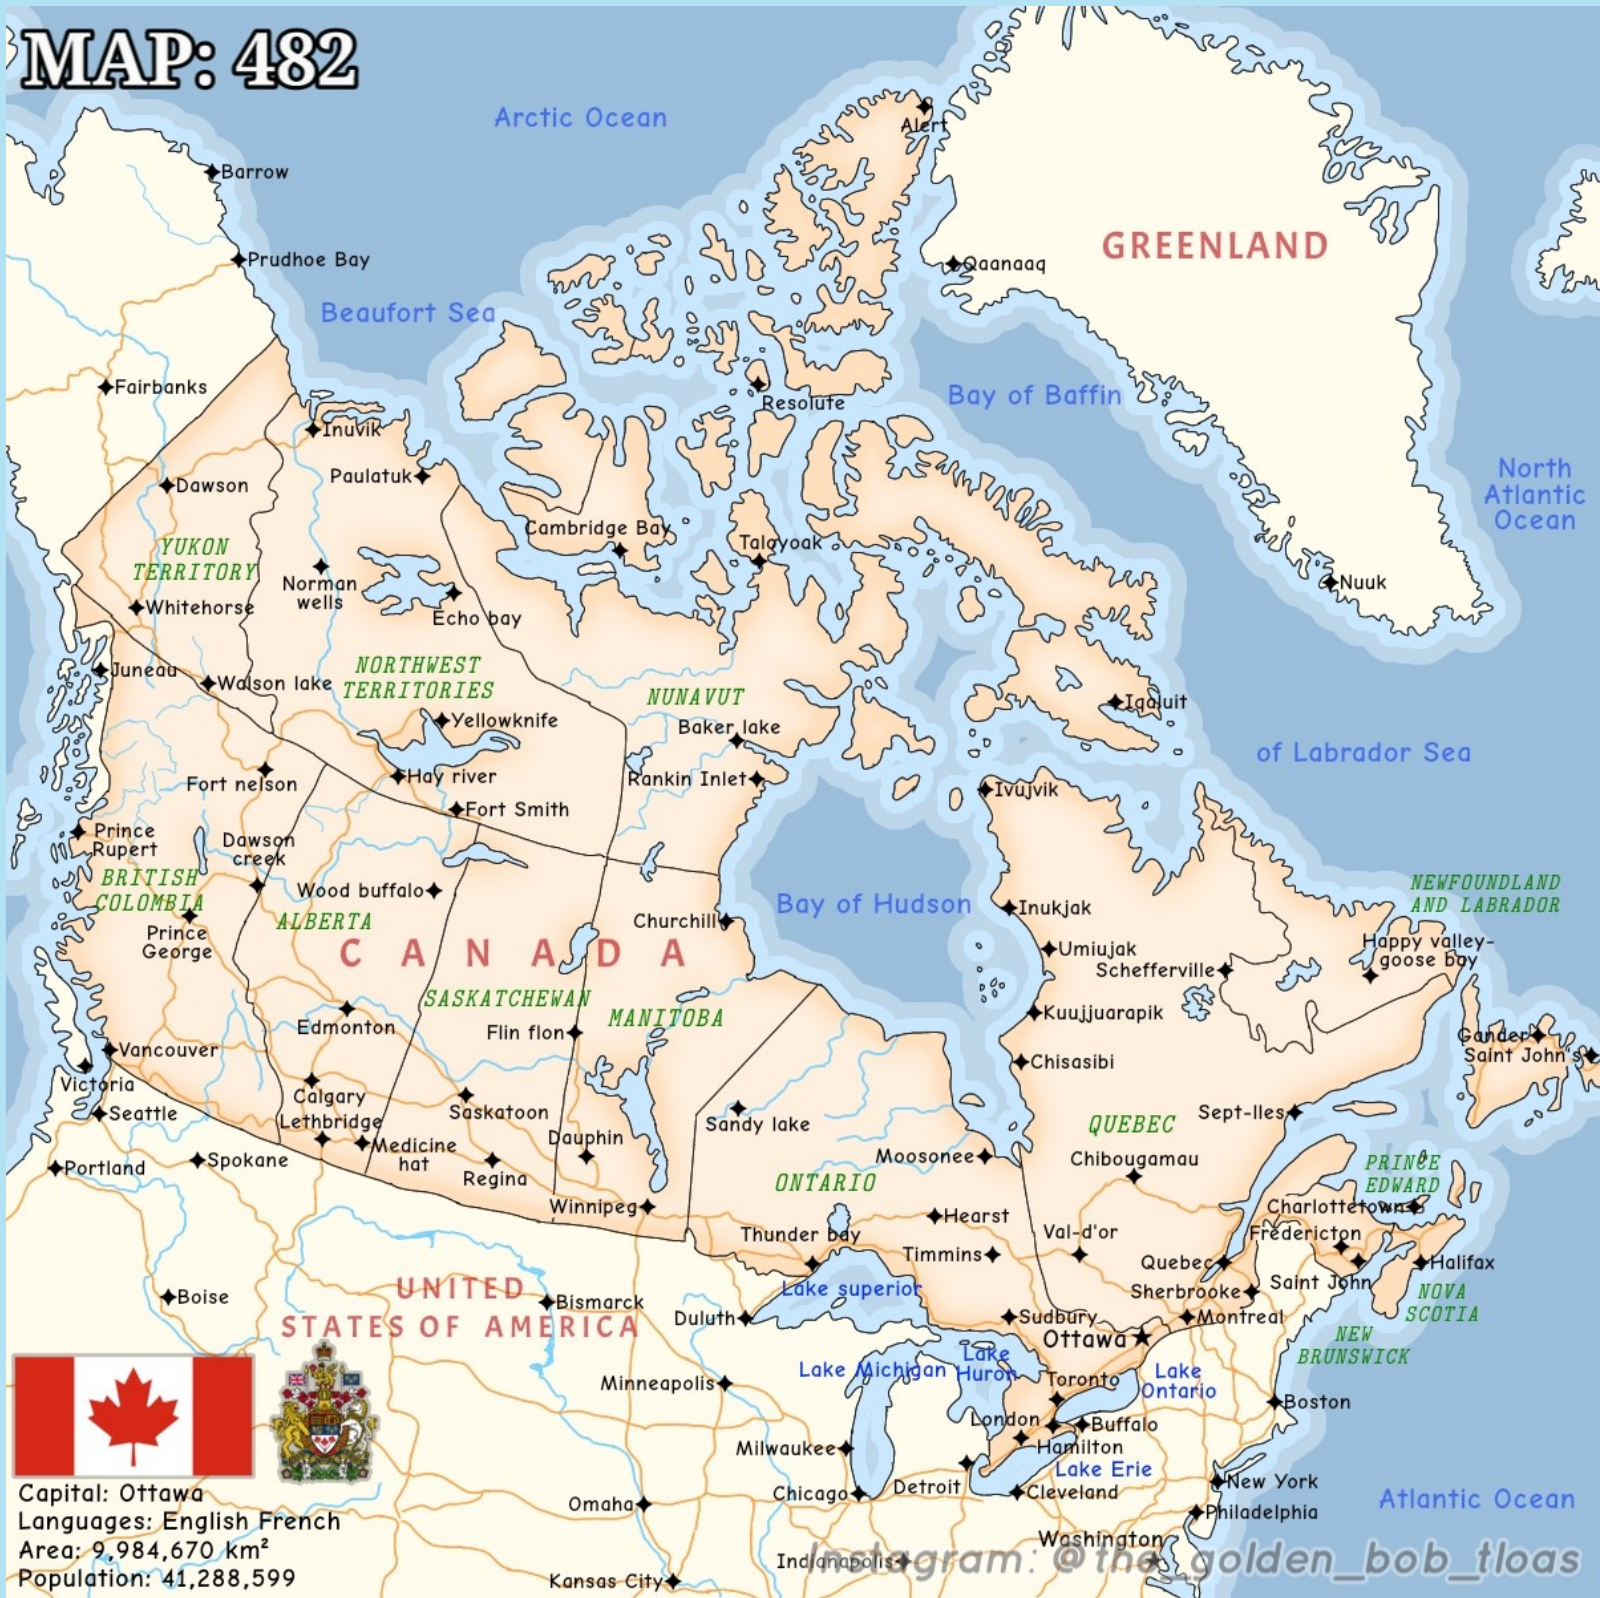 MAP: 482
Arctic Ocean
Alert
Barrow
GREENLAND
Prudhoe Bay
Qaanaaq
Beaufort Sea
Fairbanks
Resolute
Bay of Baffin
Inuvik
Paulatuk
Dawson
North
Atlantic
Ocean
Cambridge Bay
Taloyoak
YUKON
TERRITORY
Norman
wells
Nuuk
Whitehorse
Echo bay
Juneau
Walson lake
NORTHWEST
TERRITORIES
NUNAVUT
Iqaluit
Yellowknife
Baker lake
of Labrador Sea
Fort nelson
Hay river
Rankin Inlet
Ivujvik
Fort Smith
Prince
Rupert
Dawson
creek
BRITISH
COLOMBIA
Wood buffalo
ALBERTA
Prince
George
CANADA
Churchill
Bay of Hudson
Inukjak
NEWFOUNDLAND
AND LABRADOR
Umiujak
Happy valley-
goose bay
Schefferville
SASKATCHEWAN
MANITOBA
Edmonton
Flin flon
Kuujjuarapik
Gander
Saint John's
Vancouver
Victoria
Chisasibi
Calgary
Seattle
Lethbridge
Saskatoon
Sandy lake
QUEBEC
Sept-Iles
Medicine
hat
Dauphin
Portland
Spokane
Regina
Moosonee
Chibougamau
PRINCE
EDWARD
ONTARIO
Winnipeg
Charlottetown
Hearst
Thunder bay
Val-d'or
Fredericton
Timmins
Quebec
Halifax
Saint John
Sherbrooke
NOVA
SCOTIA
UNITED
STATES OF AMERICA
Boise
Bismarck
Lake superior
Duluth
Sudbury
Montreal
Ottawa
NEW
BRUNSWICK
Lake Michigan
Lake
Huron
Lake
Ontario
Minneapolis
Toronto
Boston
London
Buffalo
Hamilton
Milwaukee
Lake Erie
Chicago
Detroit
Cleveland
New York
Omaha
Philadelphia
Atlantic Ocean
Washington
Indianapolis
Kansas City
Capital: Ottawa
Languages: English French
Area: 9,984,670 km²
Population: 41,288,599
Instagram: @the_golden_bob_tloas